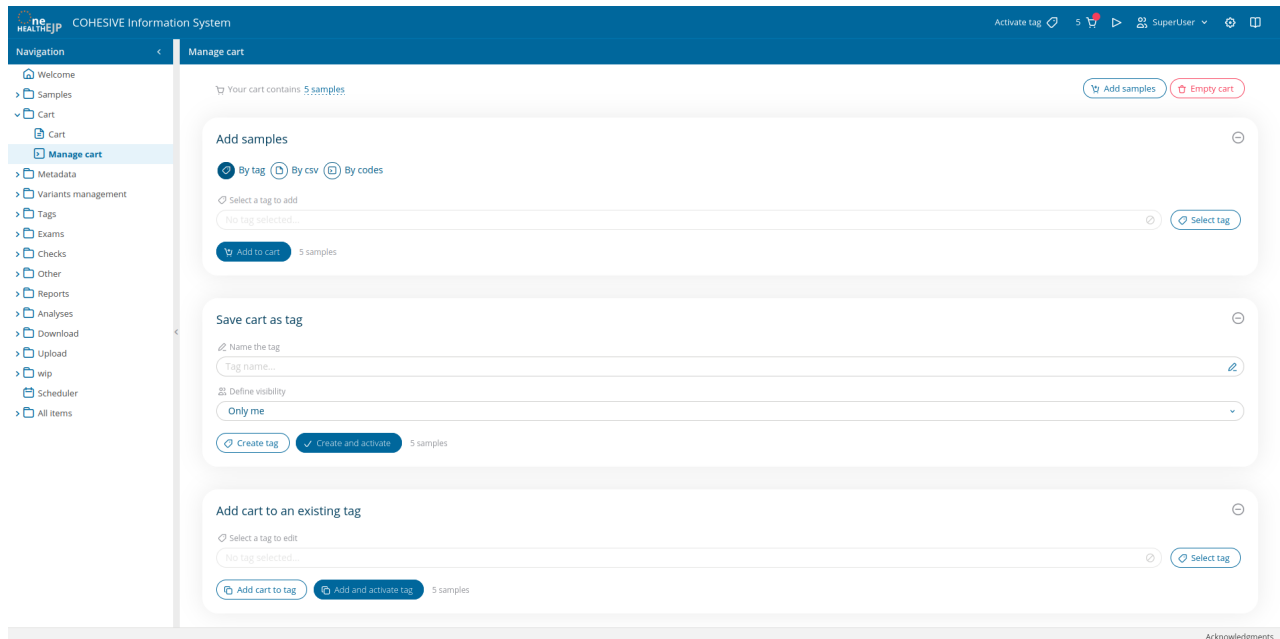 One HEALTHEJP COHESIVE Information System Activate tag 5 SuperUser
Navigation
Manage cart
Welcome
Samples
Cart
Cart
Manage cart
Metadata
Variants management
Tags
Exams
Checks
Other
Reports
Analyses
Download
Upload
wip
Scheduler
All items
Your cart contains 5 samples
Add samples Empty cart
Add samples
By tag By csv By codes
Select a tag to add
No tag selected... Select tag
Add to cart 5 samples
Save cart as tag
Name the tag
Tag name...
Define visibility
Only me
Create tag Create and activate 5 samples
Add cart to an existing tag
Select a tag to edit
No tag selected... Select tag
Add cart to tag Add and activate tag 5 samples
Acknowledgments